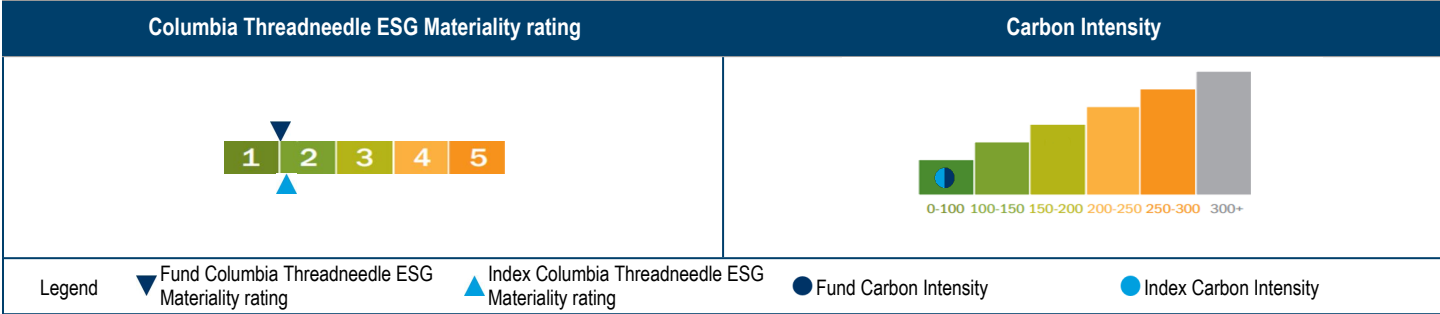 Columbia Threadneedle ESG Materiality rating
Carbon Intensity
1 2 3 4 5
0-100 100-150 150-200 200-250 250-300 300+
Legend
Fund Columbia Threadneedle ESG
Materiality rating
Index Columbia Threadneedle ESG
Materiality rating
Fund Carbon Intensity
Index Carbon Intensity